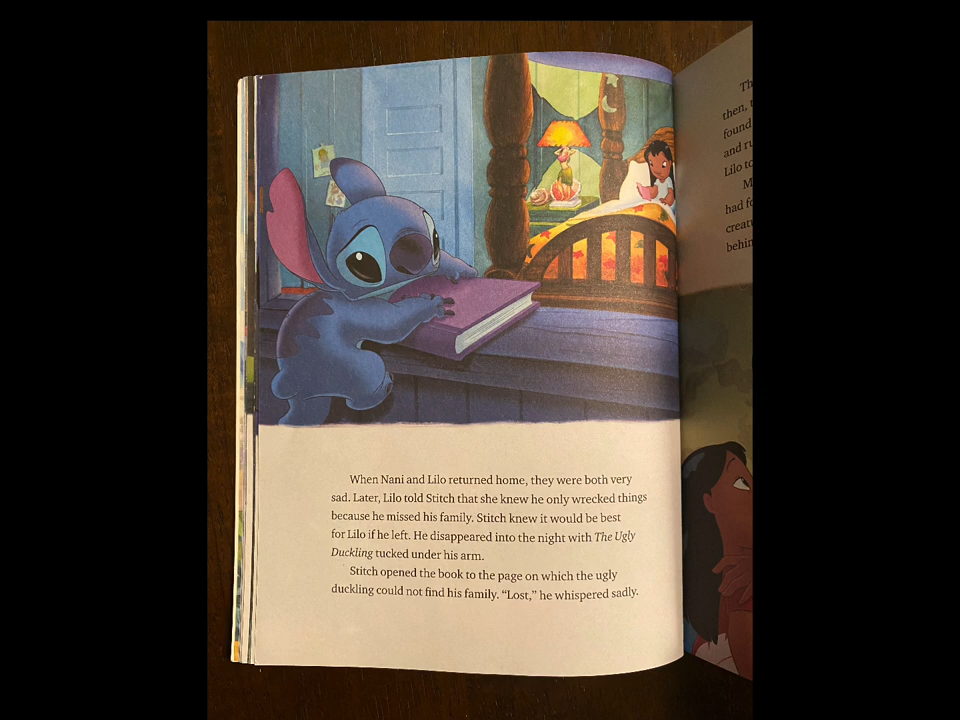 When Nani and Lilo returned home, they were both very
sad. Later, Lilo told Stitch that she knew he only wrecked things
because he missed his family. Stitch knew it would be best
for Lilo if he left. He disappeared into the night with The Ugly
Duckling tucked under his arm.
Stitch opened the book to the page on which the ugly
duckling could not find his family. “Lost,” he whispered sadly.
then,
found
and
Lilo
had
behin